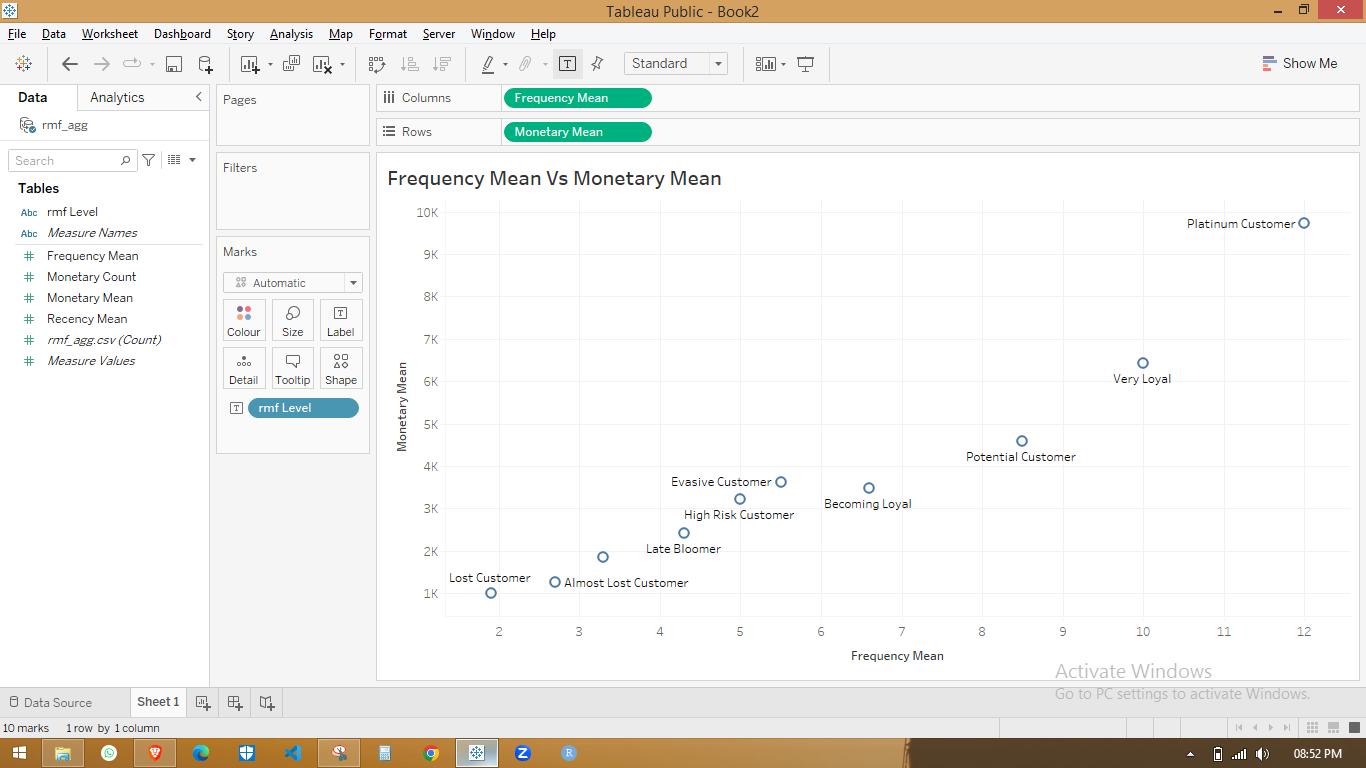 Tableau Public - Book2
File Data Worksheet Dashboard Story Analysis Map Format Server Window Help
Standard
Show Me
Data Analytics
rmf_agg
Search
Tables
Abc rmf Level
Abc Measure Names
# Frequency Mean
# Monetary Count
# Monetary Mean
# Recency Mean
# rmf_agg.csv (Count)
# Measure Values
Pages
Filters
Marks
Automatic
Colour Size Label
Detail Tooltip Shape
rmf Level
Columns Frequency Mean
Rows Monetary Mean
Frequency Mean Vs Monetary Mean
10K
9K
8K
7K
6K
5K
4K
3K
2K
1K
Monetary Mean
Platinum Customer
Very Loyal
Potential Customer
Evasive Customer
Becoming Loyal
High Risk Customer
Late Bloomer
Lost Customer
Almost Lost Customer
2 3 4 5 6 7 8 9 10 11 12
Frequency Mean
Activate Windows
Go to PC settings to activate Windows.
Data Source Sheet 1
10 marks 1 row by 1 column
08:52 PM